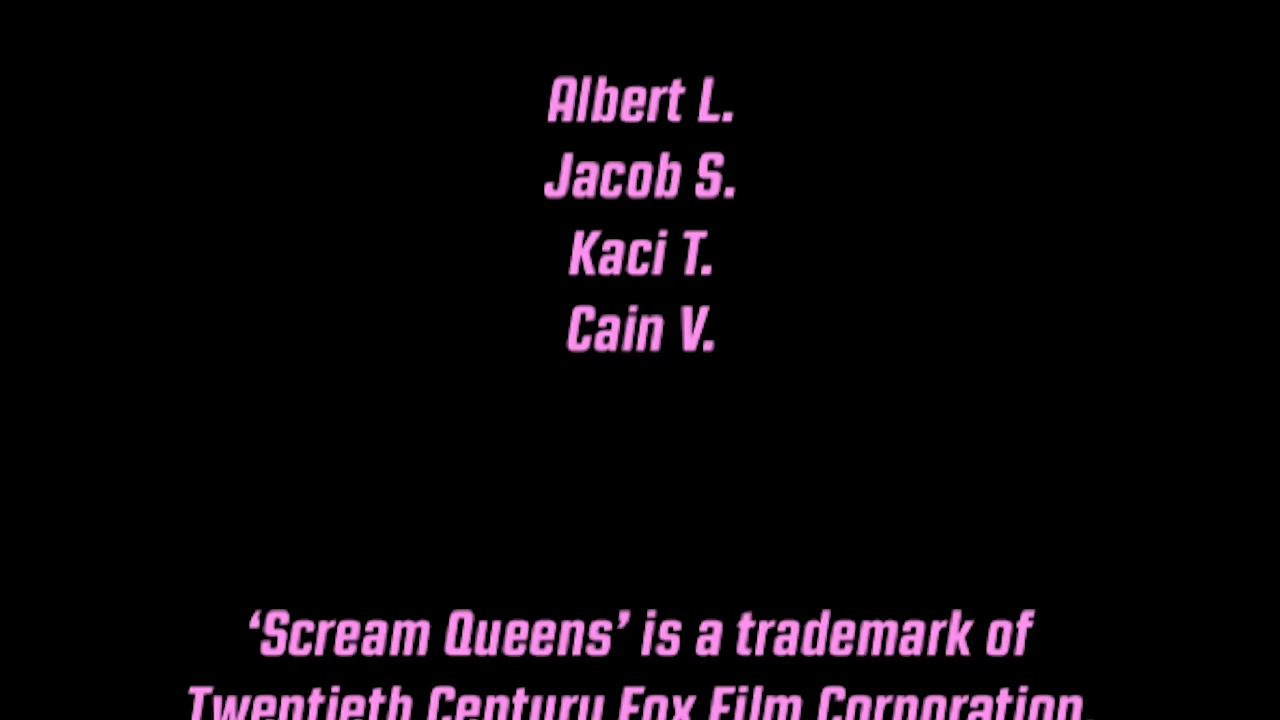 Albert L.
Jacob S.
Kaci T.
Cain V.
‘Scream Queens’ is a trademark of
Twentieth Century Fox Film Corporation